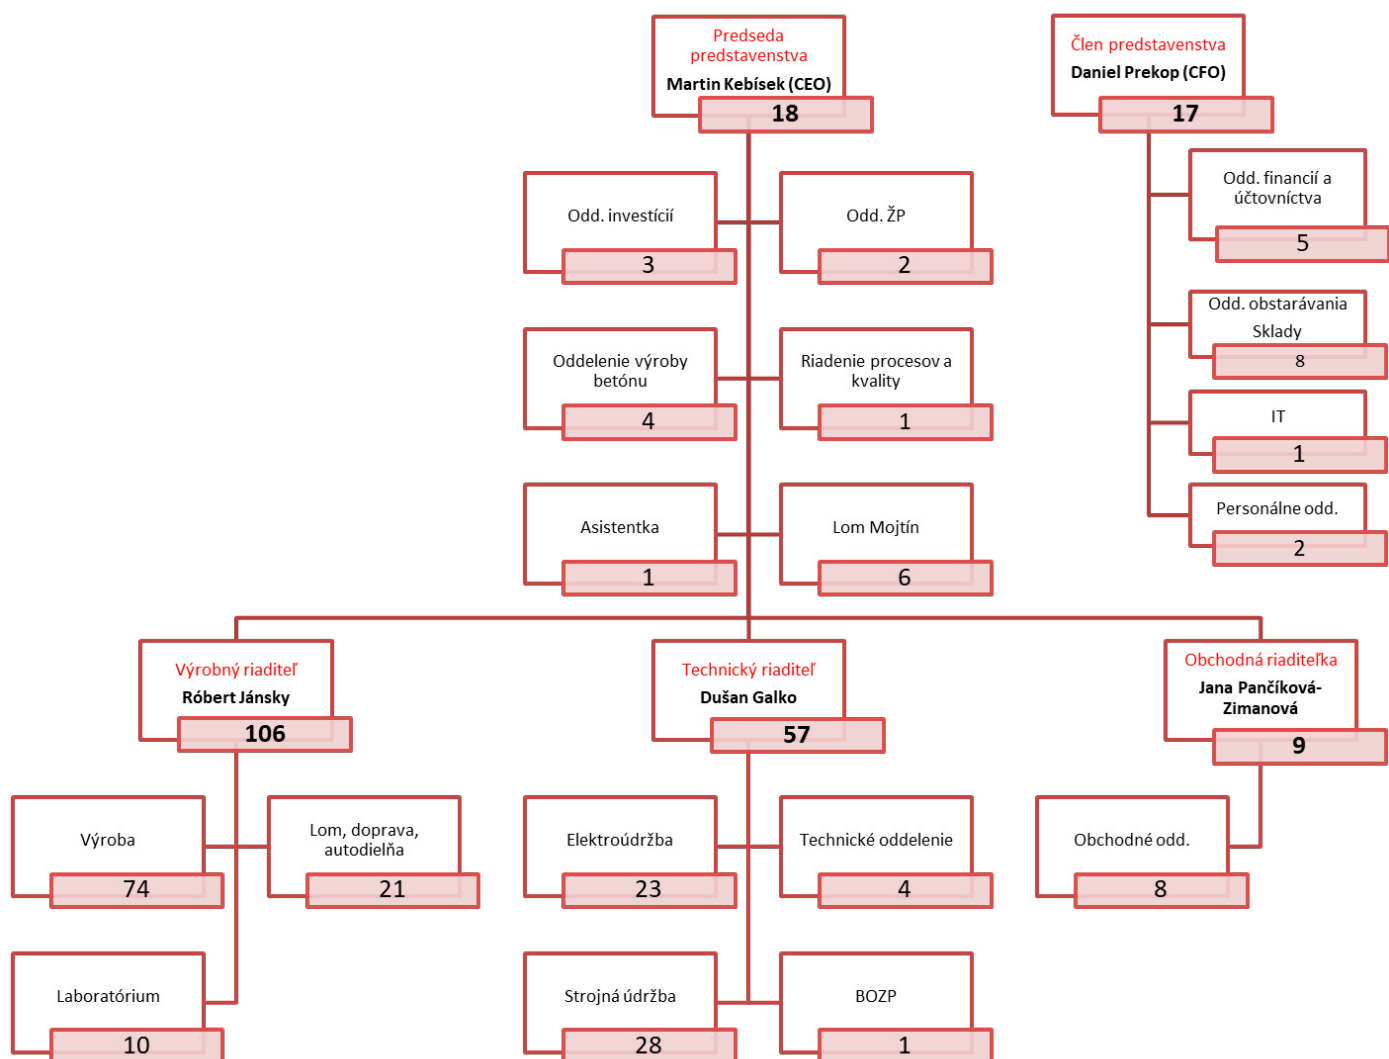 Predseda
predstavenstva
Martin Kebísek (CEO)
18
Člen predstavenstva
Daniel Prekop (CFO)
17
Odd. investícií
3
Odd. ŽP
2
Odd. financií a
účtovníctva
5
Oddelenie výroby
betónu
4
Riadenie procesov a
kvality
1
Odd. obstarávania
Sklady
8
IT
1
Asistentka
1
Lom Mojtín
6
Personálne odd.
2
Výrobný riaditeľ
Róbert Jánsky
106
Technický riaditeľ
Dušan Galko
57
Obchodná riaditeľka
Jana Pančíková-
Zimanová
9
Výroba
74
Lom, doprava,
autodielňa
21
Elektroúdržba
23
Technické oddelenie
4
Obchodné odd.
8
Laboratórium
10
Strojná údržba
28
BOZP
1